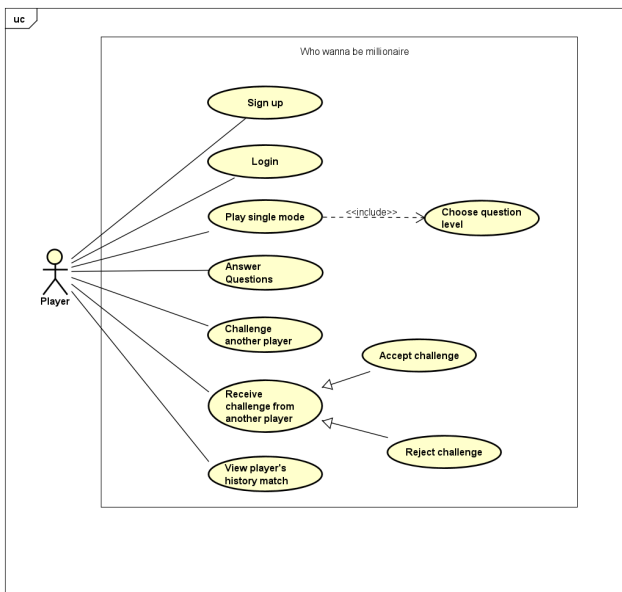 uc
Who wanna be millionaire
Sign up
Login
Play single mode
<<include>>
Choose question
level
Answer
Questions
Player
Challenge
another player
Accept challenge
Receive
challenge from
another player
Reject challenge
View player's
history match